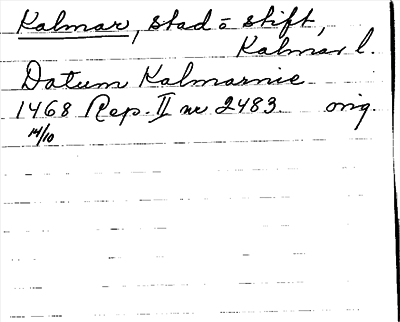 Kalmar, stad o stift,
Kalmar l.
Datum Kalmarnie
1468 Rep. II nr 2483. orig.
14/10